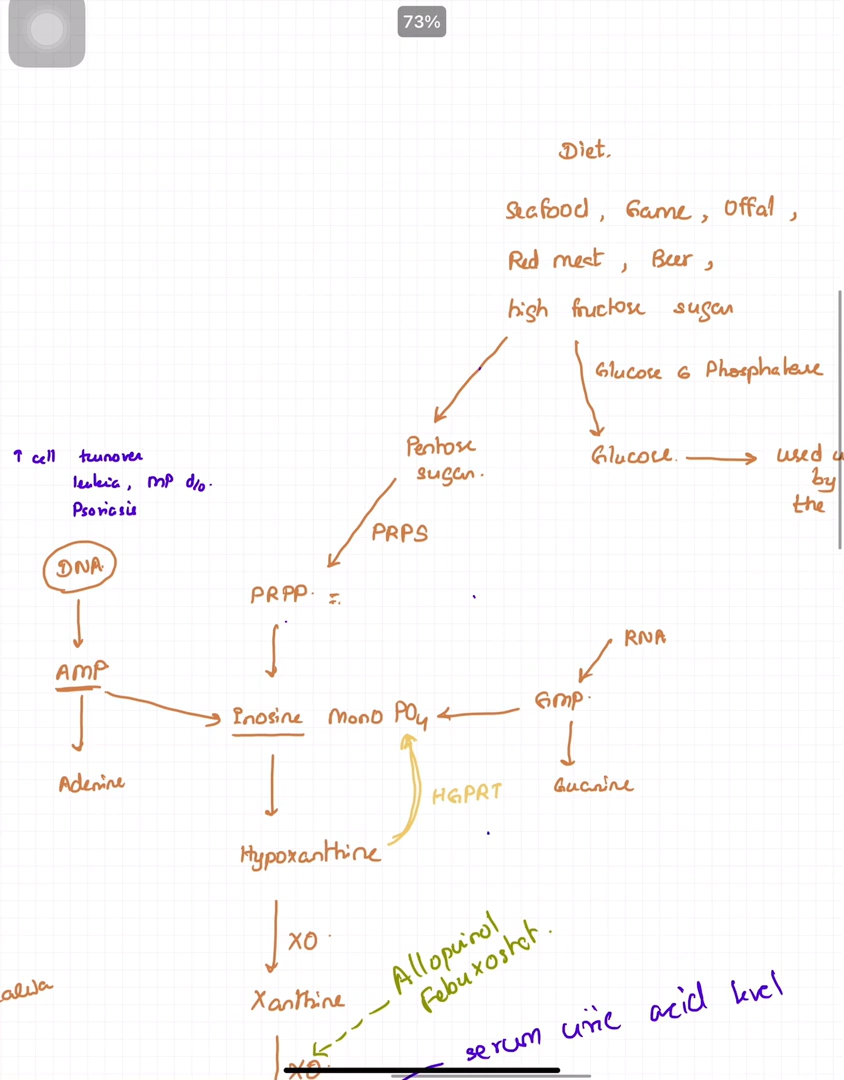 73%
Diet.
Seafood, Game, Offal,
Red meat, Beer,
high fructose sugar
Glucose 6 Phosphatase
Pentose
sugar.
Glucose.
used
by
the
↑ cell turnover
leukia, MP d/o.
Psoriasis
PRPS
DNA
PRPP.
RNA
AMP
GMP.
Inosine Mono PO4
Adenine
HGPRT
Guanine
Hypoxanthine
XO
Allopurinol
Febuxostat.
Xanthine
serum uric acid level
XO